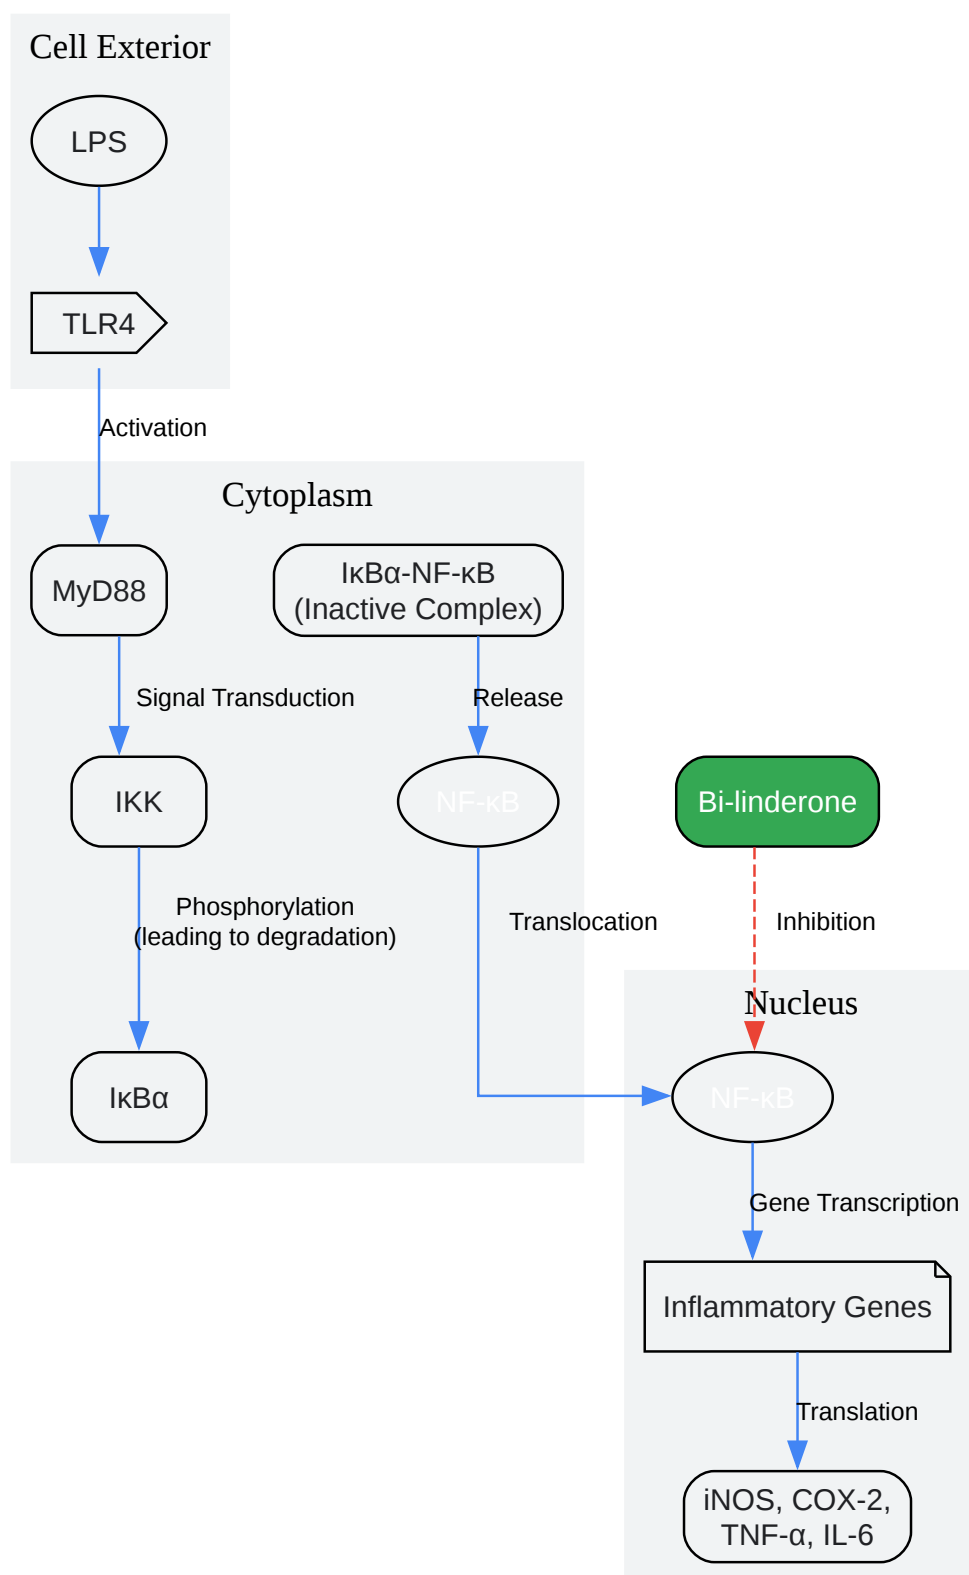 Cell Exterior
LPS
TLR4
Activation
Cytoplasm
MyD88
IκBα-NF-κB
(Inactive Complex)
Signal Transduction
Release
IKK
NF-κB
Bi-linderone
Phosphorylation
(leading to degradation)
Translocation
Inhibition
Nucleus
IκBα
NF-κB
Gene Transcription
Inflammatory Genes
Translation
iNOS, COX-2,
TNF-α, IL-6